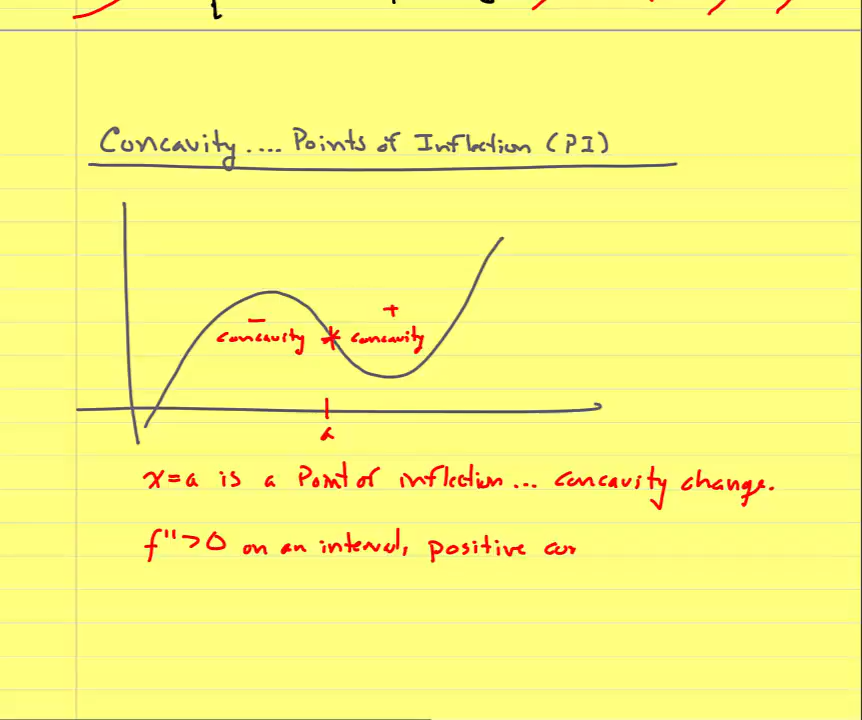 Concavity .... Points of Inflection (PI)
− +
concavity concavity
a
x=a is a Point of inflection... concavity change.
f''>0 on an interval, positive con